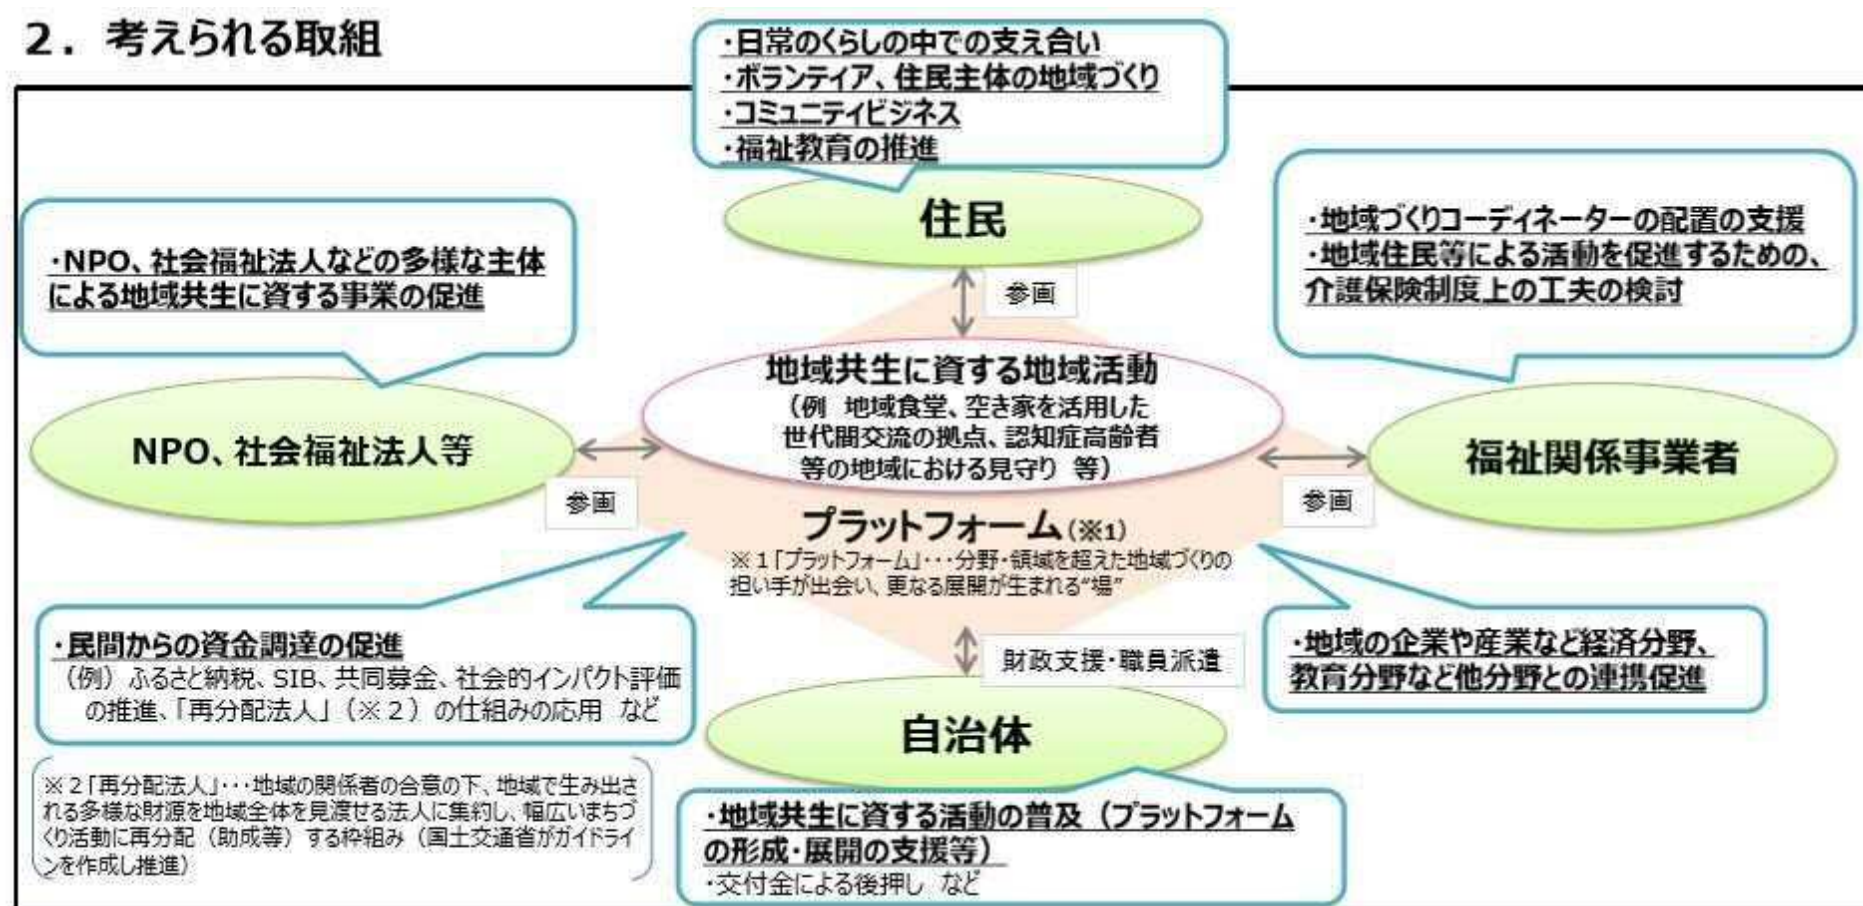 ２．考えられる取組
・日常のくらしの中での支え合い
・ボランティア、住民主体の地域づくり
・コミュニティビジネス
・福祉教育の推進
住民
参画
・NPO、社会福祉法人などの多様な主体
による地域共生に資する事業の促進
NPO、社会福祉法人等
参画
・地域づくりコーディネーターの配置の支援
・地域住民等による活動を促進するための、
介護保険制度上の工夫の検討
福祉関係事業者
参画
地域共生に資する地域活動
（例　地域食堂、空き家を活用した
世代間交流の拠点、認知症高齢者
等の地域における見守り　等）
プラットフォーム（※1）
※１「プラットフォーム」・・・分野・領域を超えた地域づくりの
担い手が出会い、更なる展開が生まれる“場”
・民間からの資金調達の促進
（例）ふるさと納税、SIB、共同募金、社会的インパクト評価
の推進、「再分配法人」（※２）の仕組みの応用　など
※２「再分配法人」・・・地域の関係者の合意の下、地域で生み出さ
れる多様な財源を地域全体を見渡せる法人に集約し、幅広いまちづ
くり活動に再分配（助成等）する枠組み（国土交通省がガイドライ
ンを作成し推進）
財政支援・職員派遣
・地域の企業や産業など経済分野、
教育分野など他分野との連携促進
自治体
・地域共生に資する活動の普及（プラットフォーム
の形成・展開の支援等）
・交付金による後押し　など